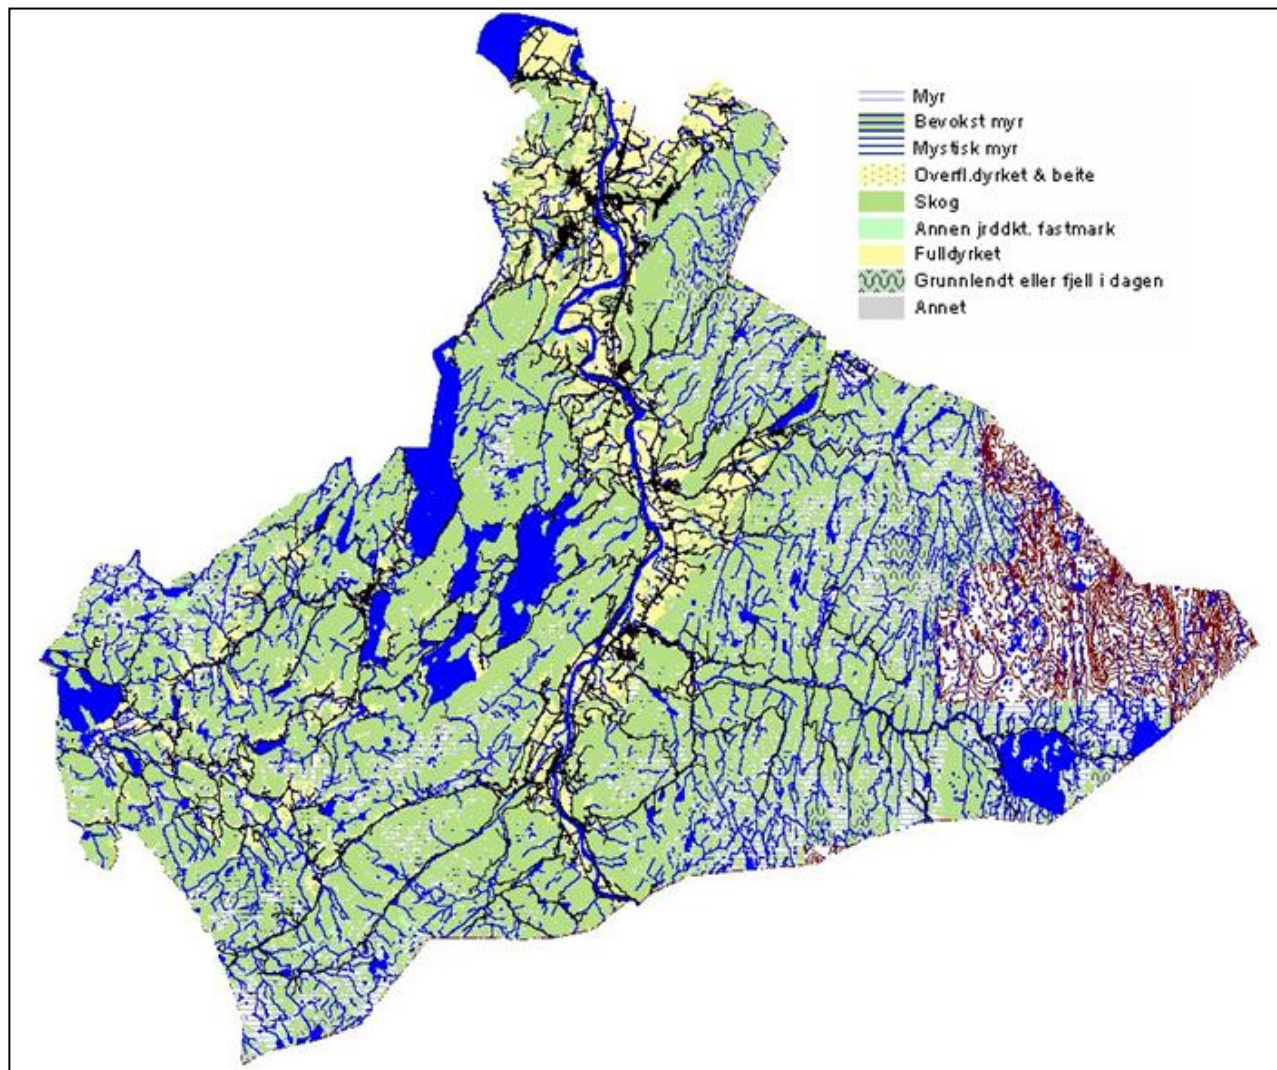 Myr
Bevokst myr
Mystisk myr
Overfl.dyrket & beite
Skog
Annen jrddkt. fastmark
Fulldyrket
Grunnlendt eller fjell i dagen
Annet